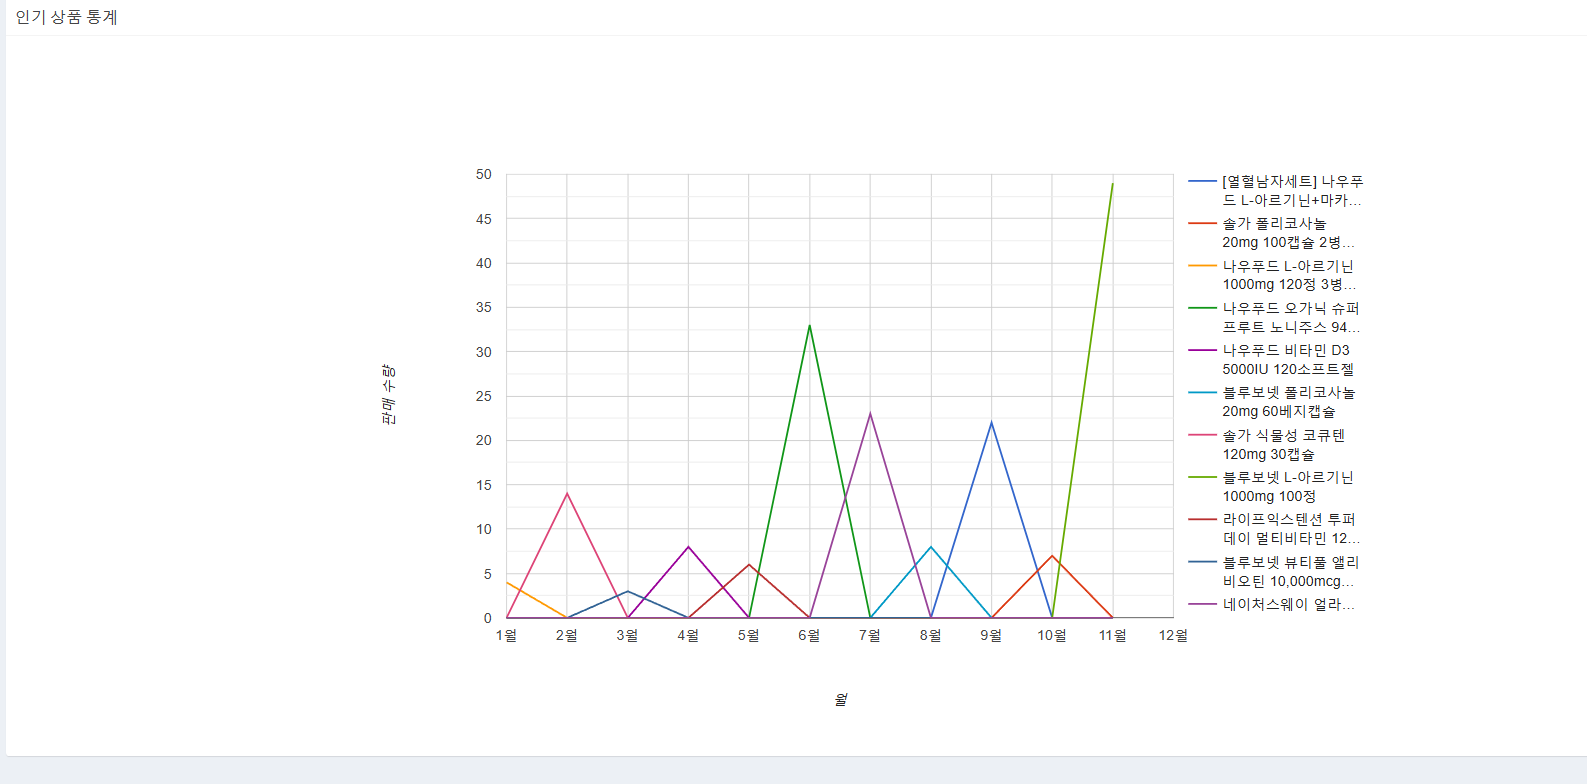 인기 상품 통계
50
45
40
35
30
25
20
15
10
5
0
1월 2월 3월 4월 5월 6월 7월 8월 9월 10월 11월 12월
판매 수량
월
[열혈남자세트] 나우푸
드 L-아르기닌+마카...
솔가 폴리코사놀
20mg 100캡슐 2병...
나우푸드 L-아르기닌
1000mg 120정 3병...
나우푸드 오가닉 슈퍼
프루트 노니주스 94...
나우푸드 비타민 D3
5000IU 120소프트젤
블루보넷 폴리코사놀
20mg 60베지캡슐
솔가 식물성 코큐텐
120mg 30캡슐
블루보넷 L-아르기닌
1000mg 100정
라이프익스텐션 투퍼
데이 멀티비타민 12...
블루보넷 뷰티풀 앨리
비오틴 10,000mcg...
네이처스웨이 얼라...